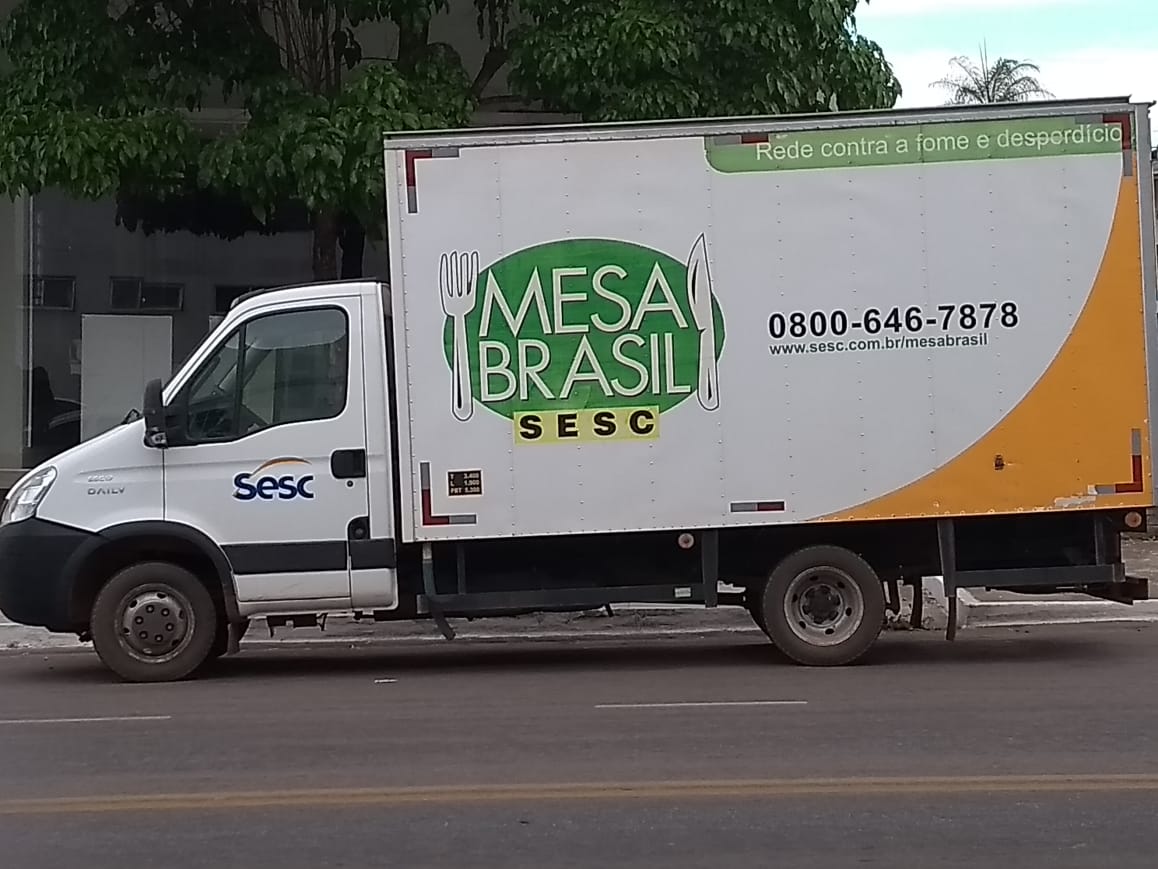 Rede contra a fome e desperdício
MESA
BRASIL
SESC
0800-646-7878
www.sesc.com.br/mesabrasil
Sesc
DAILY